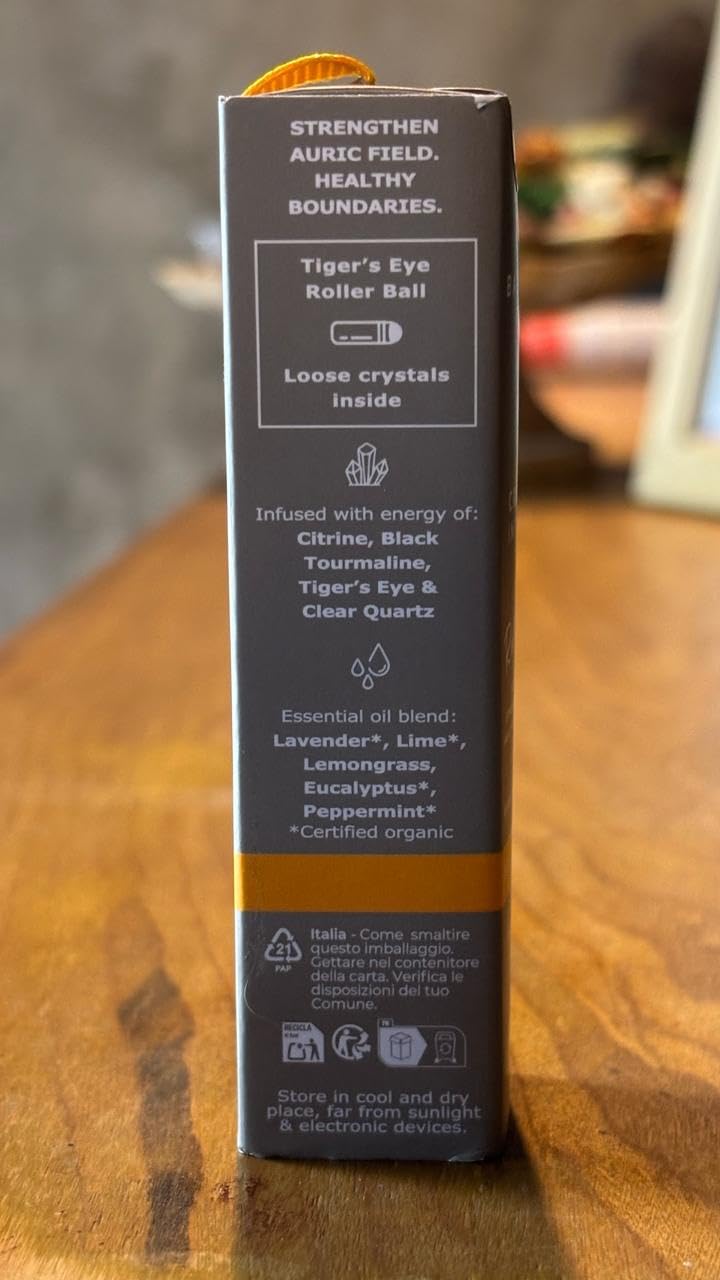 STRENGTHEN
AURIC FIELD.
HEALTHY
BOUNDARIES.
Tiger's Eye
Roller Ball
Loose crystals
inside
Infused with energy of:
Citrine, Black
Tourmaline,
Tiger's Eye &
Clear Quartz
Essential oil blend:
Lavender*, Lime*,
Lemongrass,
Eucalyptus*,
Peppermint*
*Certified organic
21
PAP
Italia - Come smaltire
questo imballaggio.
Gettare nel contenitore
della carta. Verifica le
disposizioni del tuo
Comune.
RECICLA
FR
Store in cool and dry
place, far from sunlight
& electronic devices.